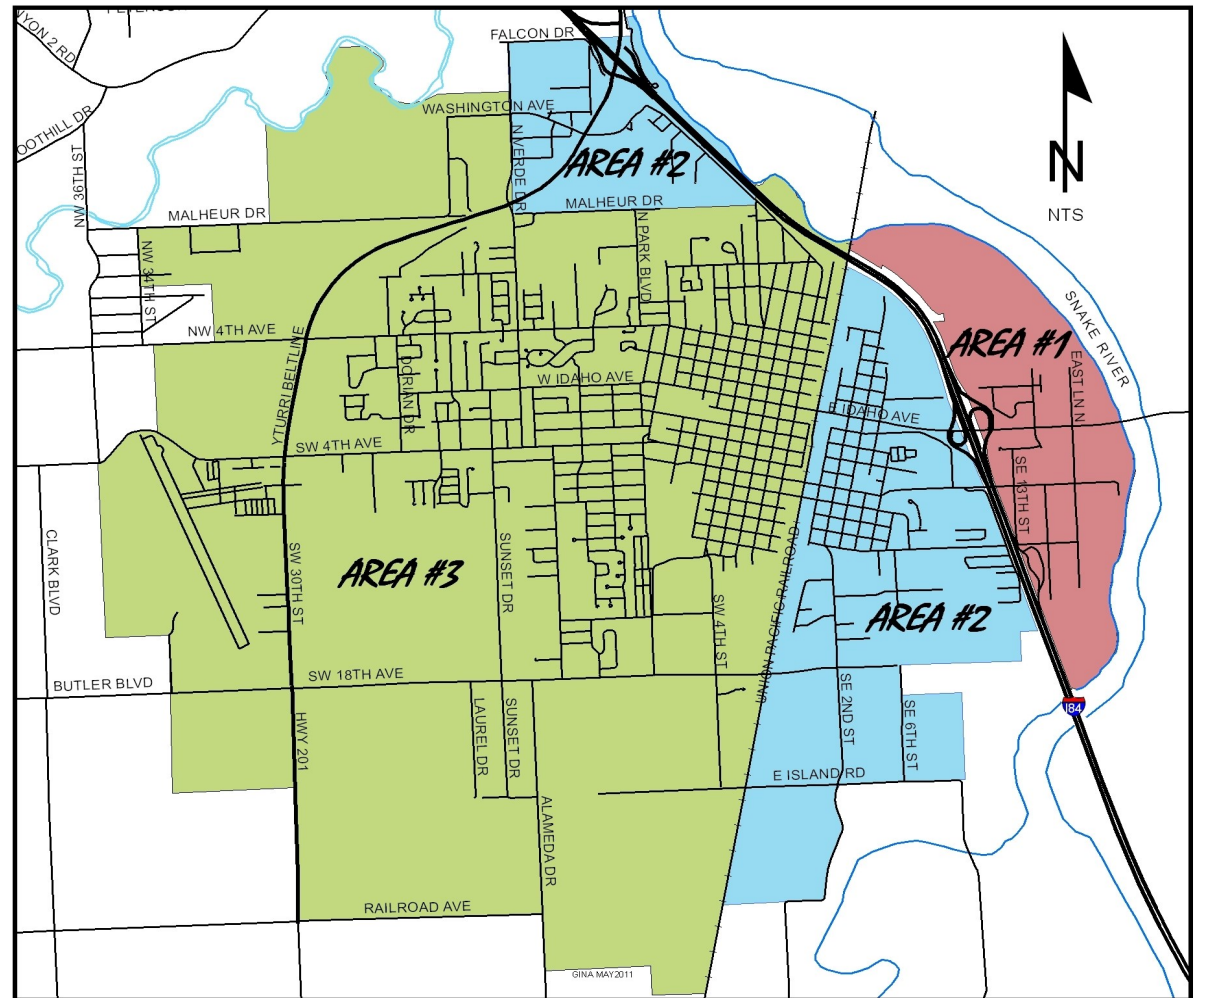 FALCON DR
WASHINGTON AVE
OOTHILL DR
NW 36TH ST
N VERDE DR
AREA #2
N
NTS
MALHEUR DR
MALHEUR DR
N PARK BLVD
NW 34TH ST
SNAKE RIVER
NW 4TH AVE
YTURRI BELTLINE
DORIAN DR
W IDAHO AVE
AREA #1
EAST LN N
E IDAHO AVE
SW 4TH AVE
SE 13TH ST
CLARK BLVD
SW 30TH ST
AREA #3
SUNSET DR
SW 4TH ST
UNION PACIFIC RAILROAD
AREA #2
BUTLER BLVD
SW 18TH AVE
HWY 201
LAUREL DR
SUNSET DR
SE 2ND ST
SE 6TH ST
I84
E ISLAND RD
ALAMEDA DR
RAILROAD AVE
GINA MAY2011